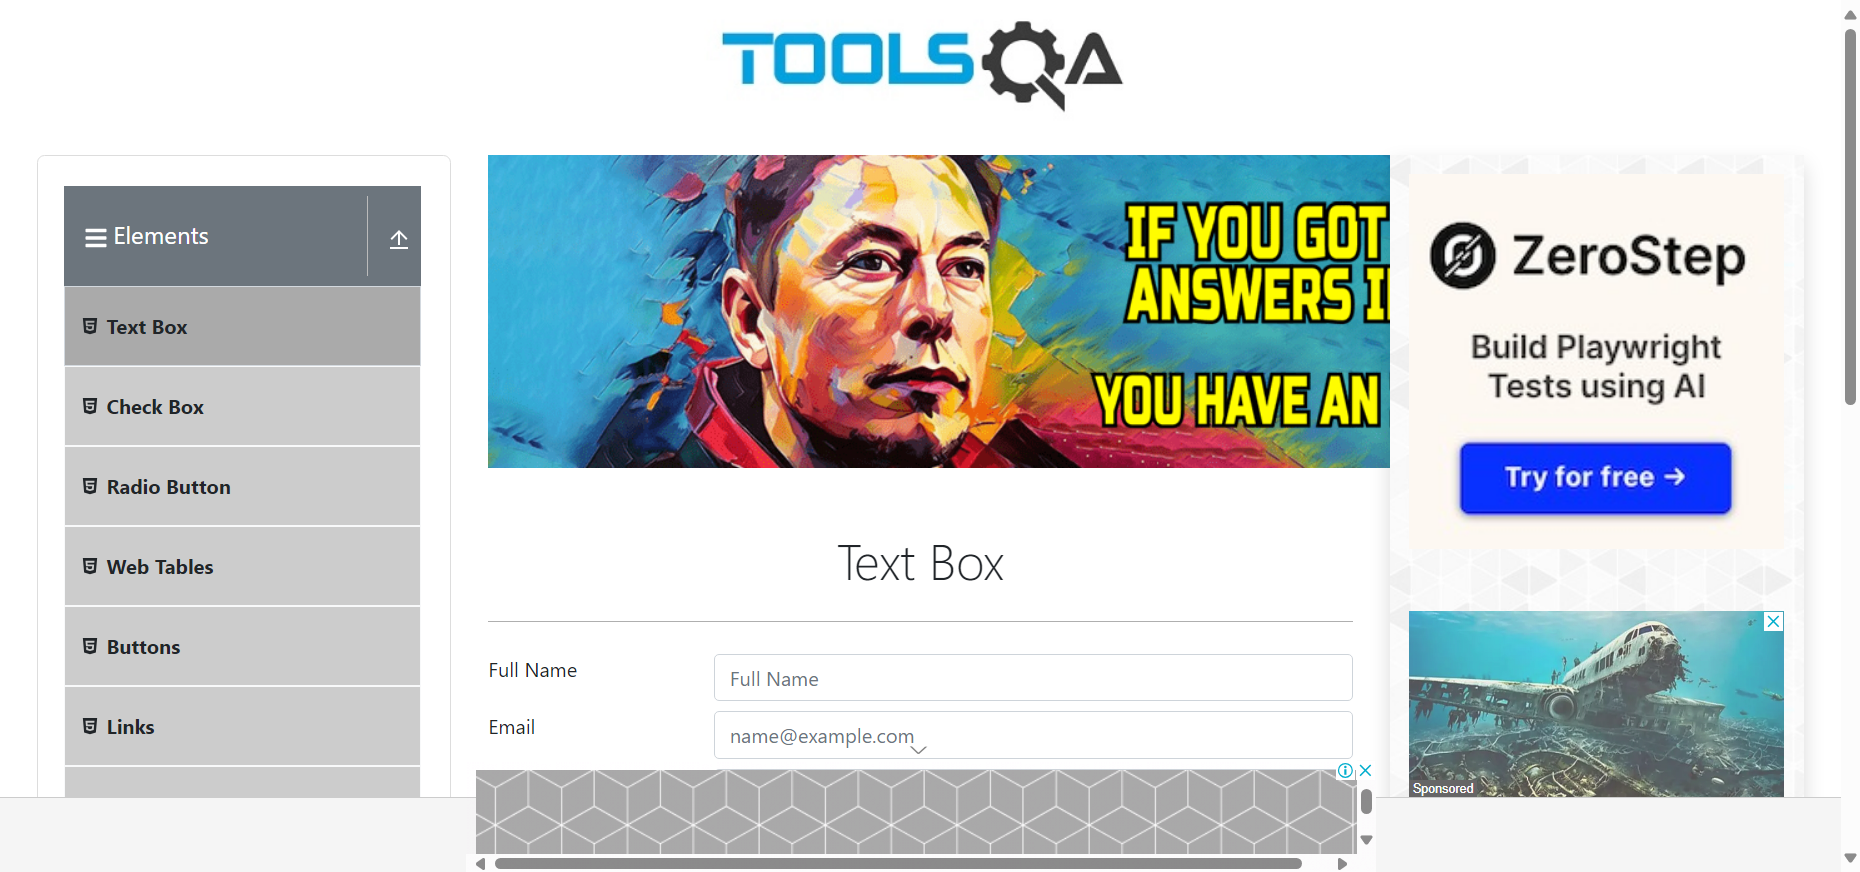 TOOLSQA
Elements
Text Box
Check Box
Radio Button
Web Tables
Buttons
Links
IF YOU GOT
ANSWERS I
YOU HAVE AN
Text Box
Full Name
Full Name
Email
name@example.com
ZeroStep
Build Playwright
Tests using AI
Try for free →
Sponsored